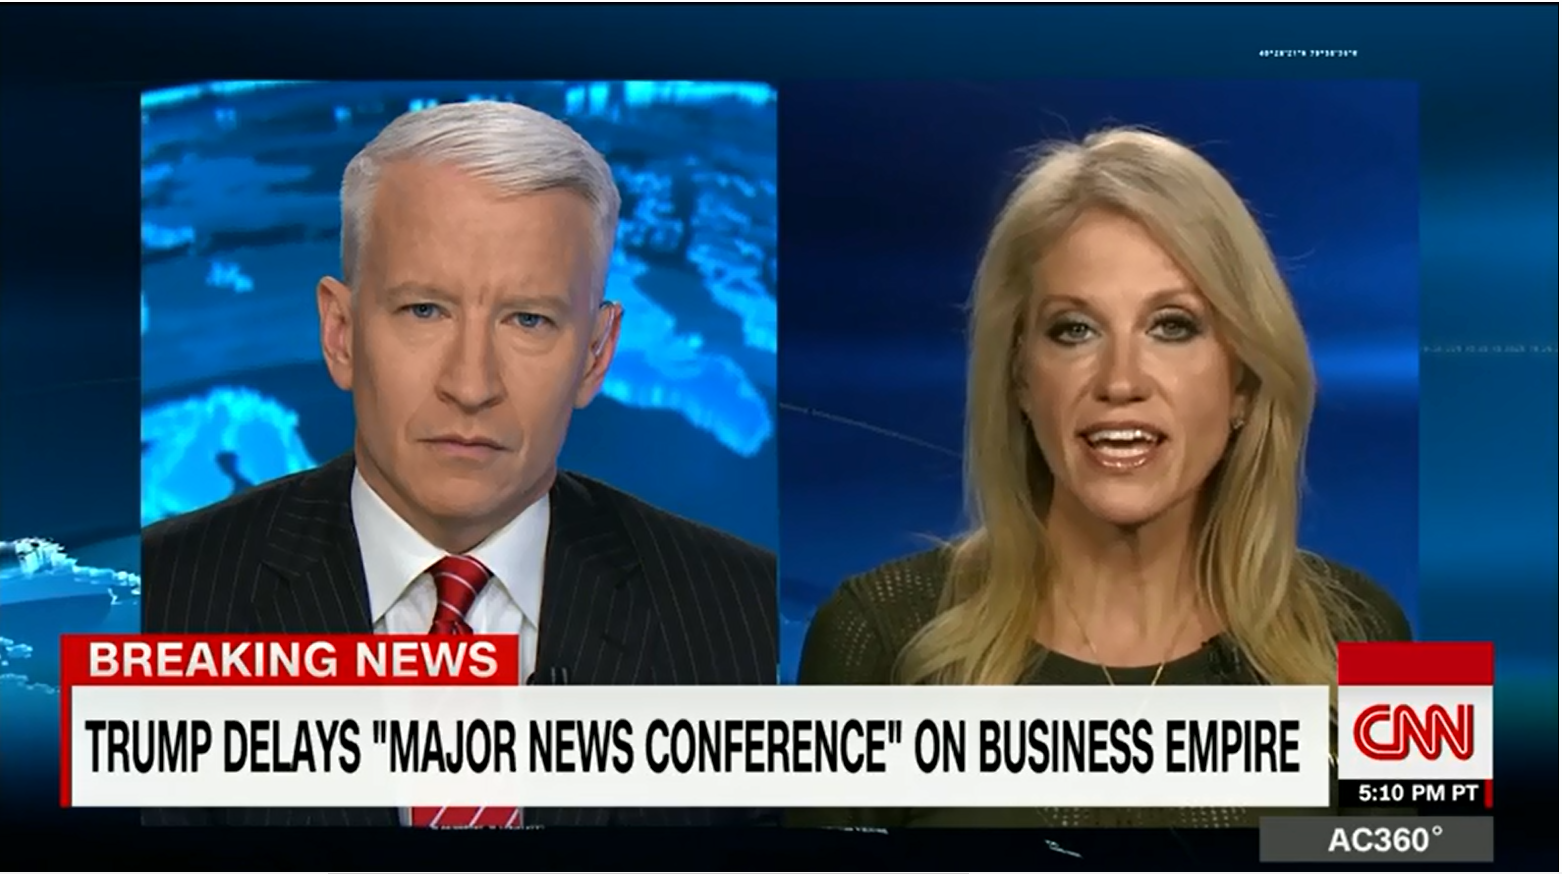 BREAKING NEWS
TRUMP DELAYS "MAJOR NEWS CONFERENCE" ON BUSINESS EMPIRE
CNN
5:10 PM PT
AC360°